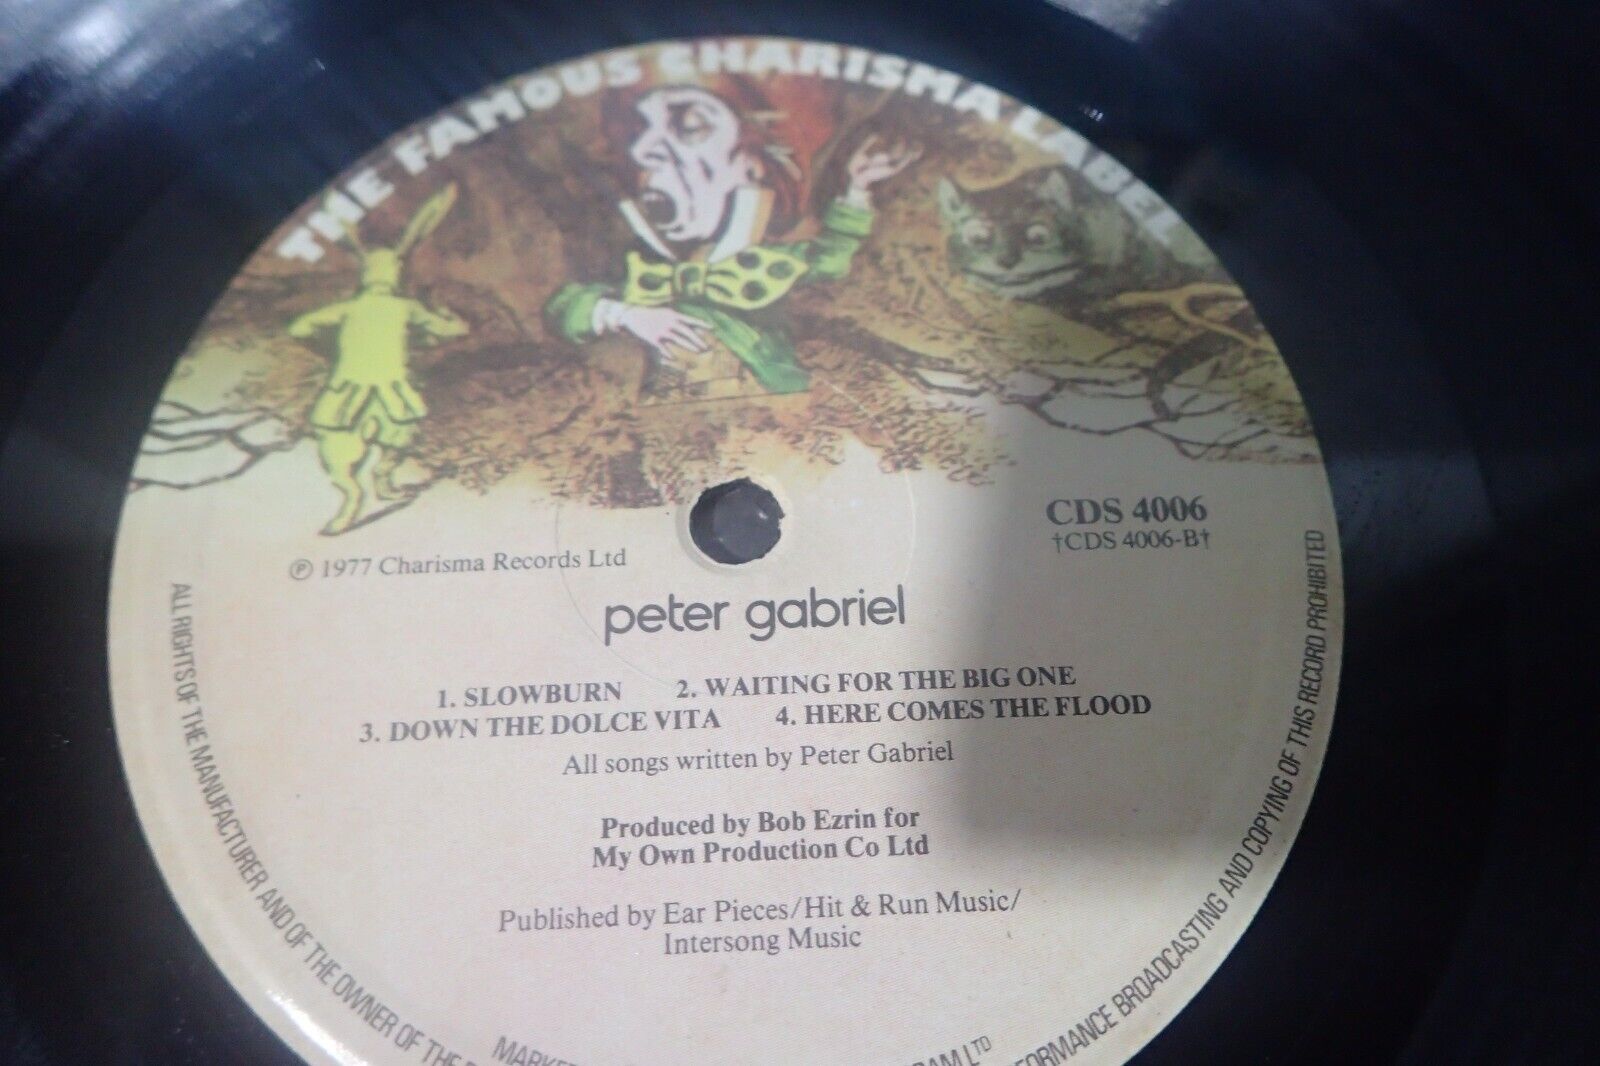 THE FAMOUS CHARISMA LABEL
CDS 4006
†CDS 4006-B†
℗ 1977 Charisma Records Ltd
peter gabriel
1. SLOWBURN 2. WAITING FOR THE BIG ONE
3. DOWN THE DOLCE VITA 4. HERE COMES THE FLOOD
All songs written by Peter Gabriel
Produced by Bob Ezrin for
My Own Production Co Ltd
Published by Ear Pieces/Hit & Run Music/
Intersong Music
ALL RIGHTS OF THE MANUFACTURER AND OF THE OWNER OF THE
LTD
PERFORMANCE BROADCASTING AND COPYING OF THIS RECORD PROHIBITED